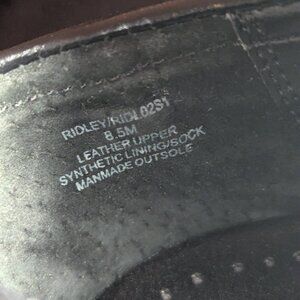 RIDLEY/RIDL02S1
8.5M
LEATHER UPPER
SYNTHETIC LINING/SOCK
MANMADE OUTSOLE